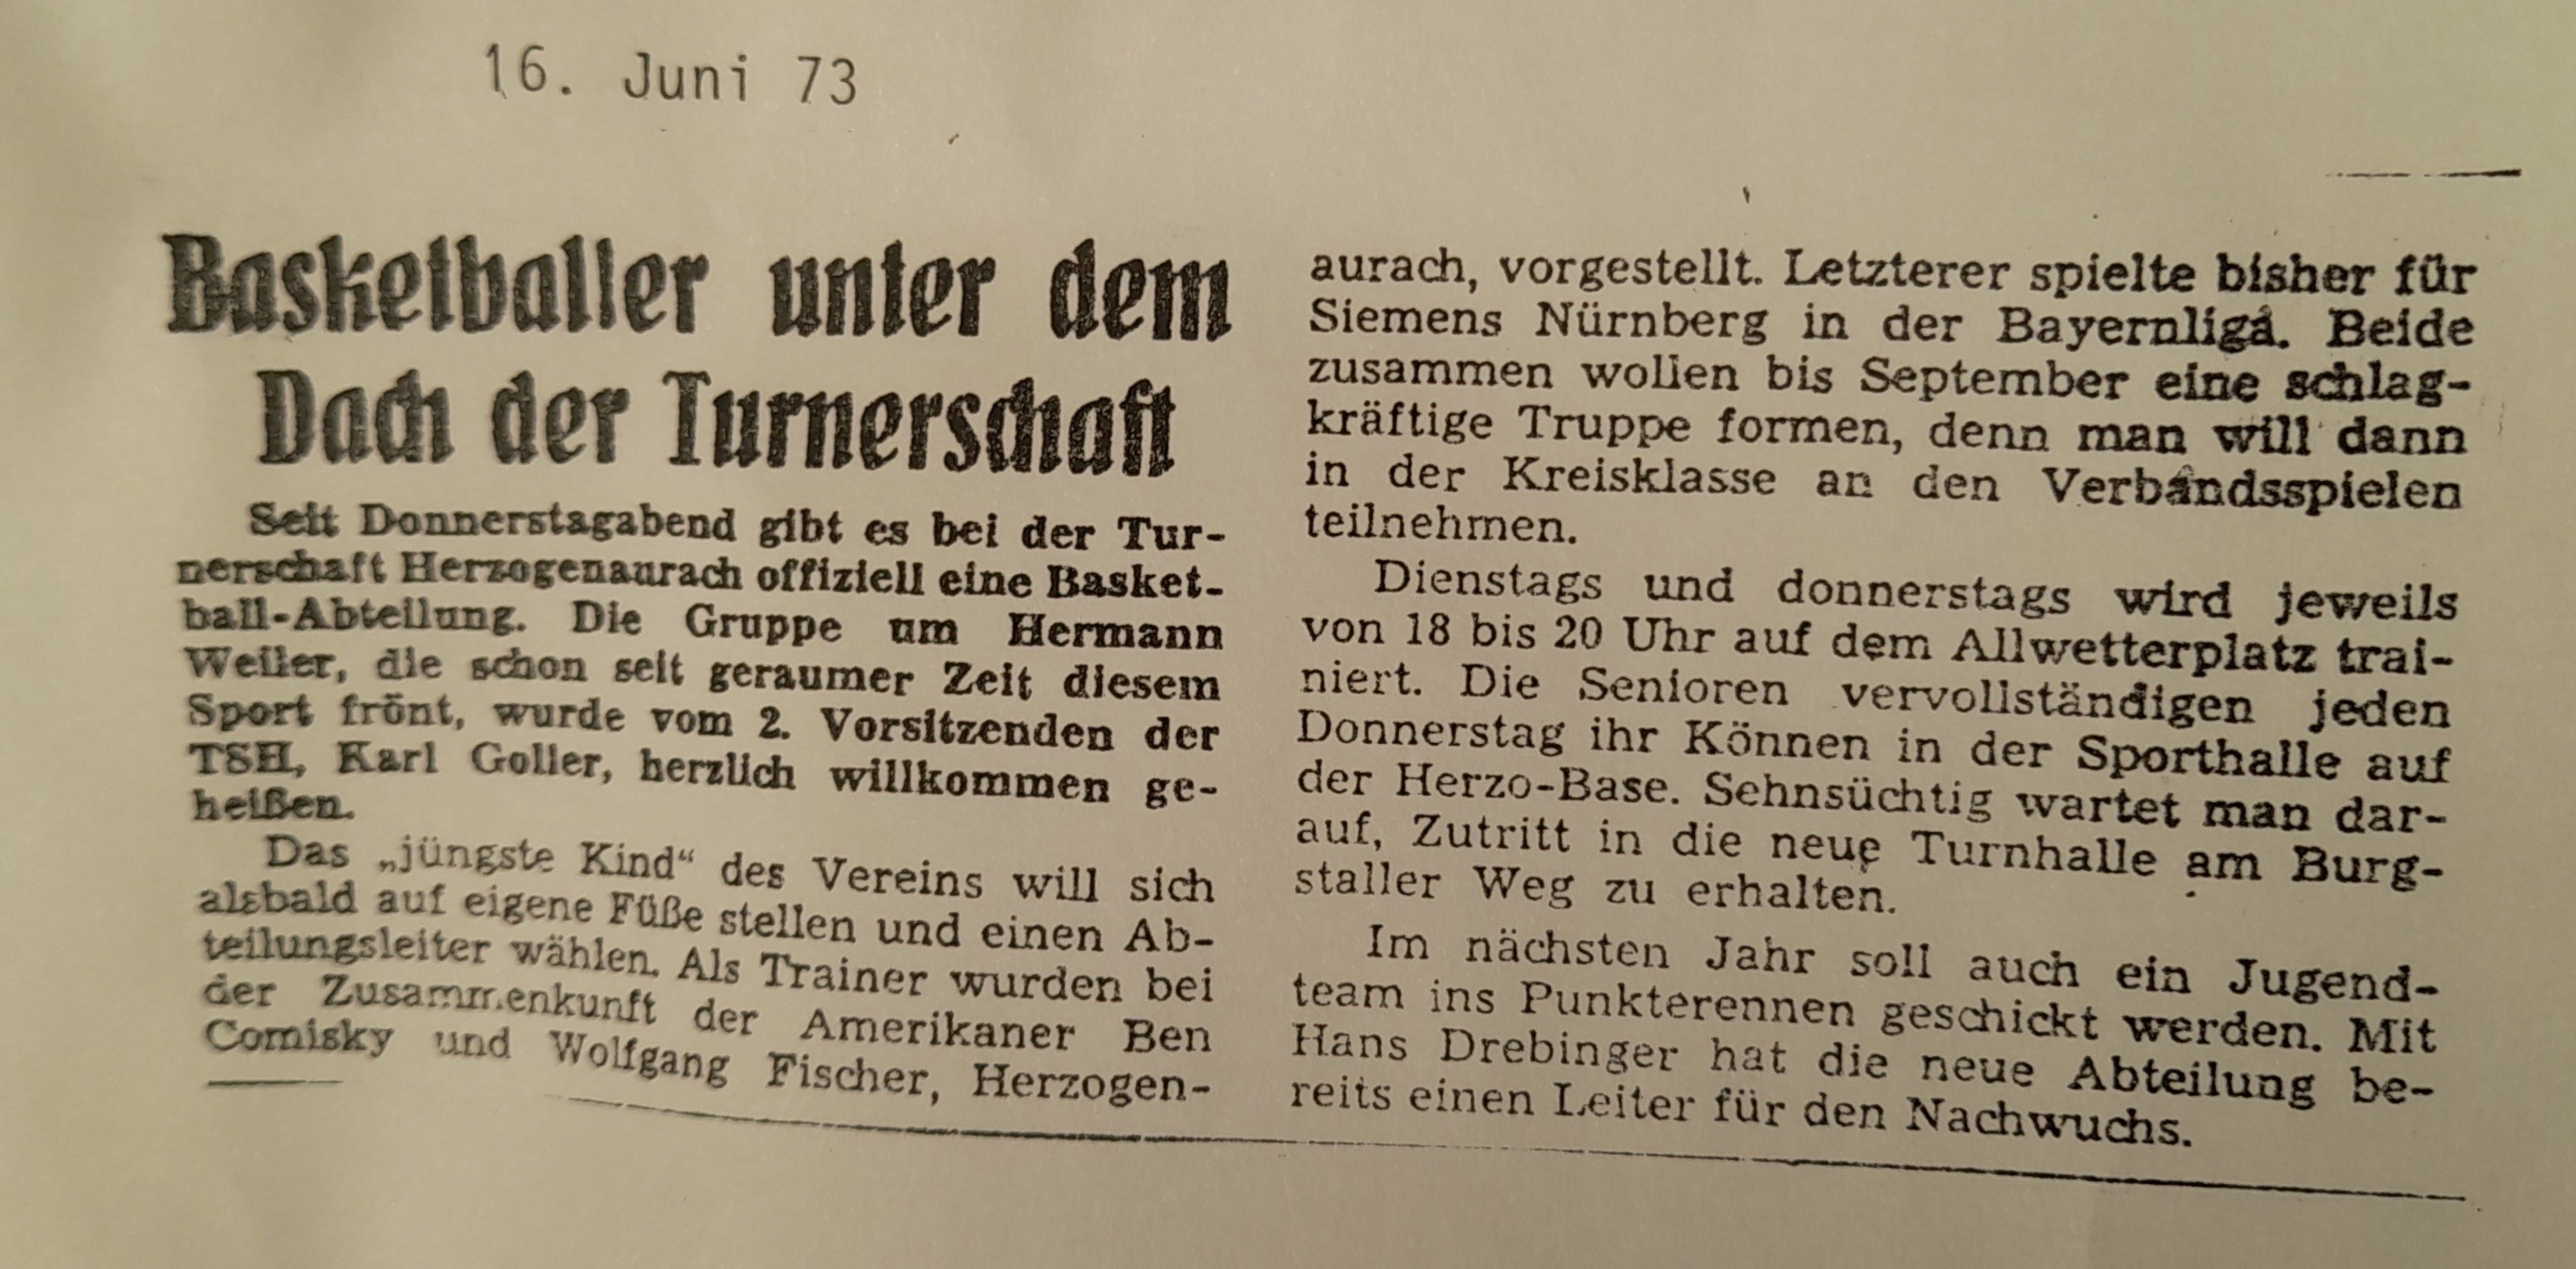 16. Juni 73
Basketballer unter dem
Dach der Turnerschaft
Seit Donnerstagabend gibt es bei der Tur-
nerschaft Herzogenaurach offiziell eine Basket-
ball-Abteilung. Die Gruppe um Hermann
Weller, die schon seit geraumer Zeit diesem
Sport frönt, wurde vom 2. Vorsitzenden der
TSH, Karl Goller, herzlich willkommen ge-
heißen.
Das „jüngste Kind“ des Vereins will sich
alsbald auf eigene Füße stellen und einen Ab-
teilungsleiter wählen. Als Trainer wurden bei
der Zusammenkunft der Amerikaner Ben
Comisky und Wolfgang Fischer, Herzogen-
aurach, vorgestellt. Letzterer spielte bisher für
Siemens Nürnberg in der Bayernliga. Beide
zusammen wollen bis September eine schlag-
kräftige Truppe formen, denn man will dann
in der Kreisklasse an den Verbandsspielen
teilnehmen.
Dienstags und donnerstags wird jeweils
von 18 bis 20 Uhr auf dem Allwetterplatz trai-
niert. Die Senioren vervollständigen jeden
Donnerstag ihr Können in der Sporthalle auf
der Herzo-Base. Sehnsüchtig wartet man dar-
auf, Zutritt in die neue Turnhalle am Burg-
staller Weg zu erhalten.
Im nächsten Jahr soll auch ein Jugend-
team ins Punkterennen geschickt werden. Mit
Hans Drebinger hat die neue Abteilung be-
reits einen Leiter für den Nachwuchs.